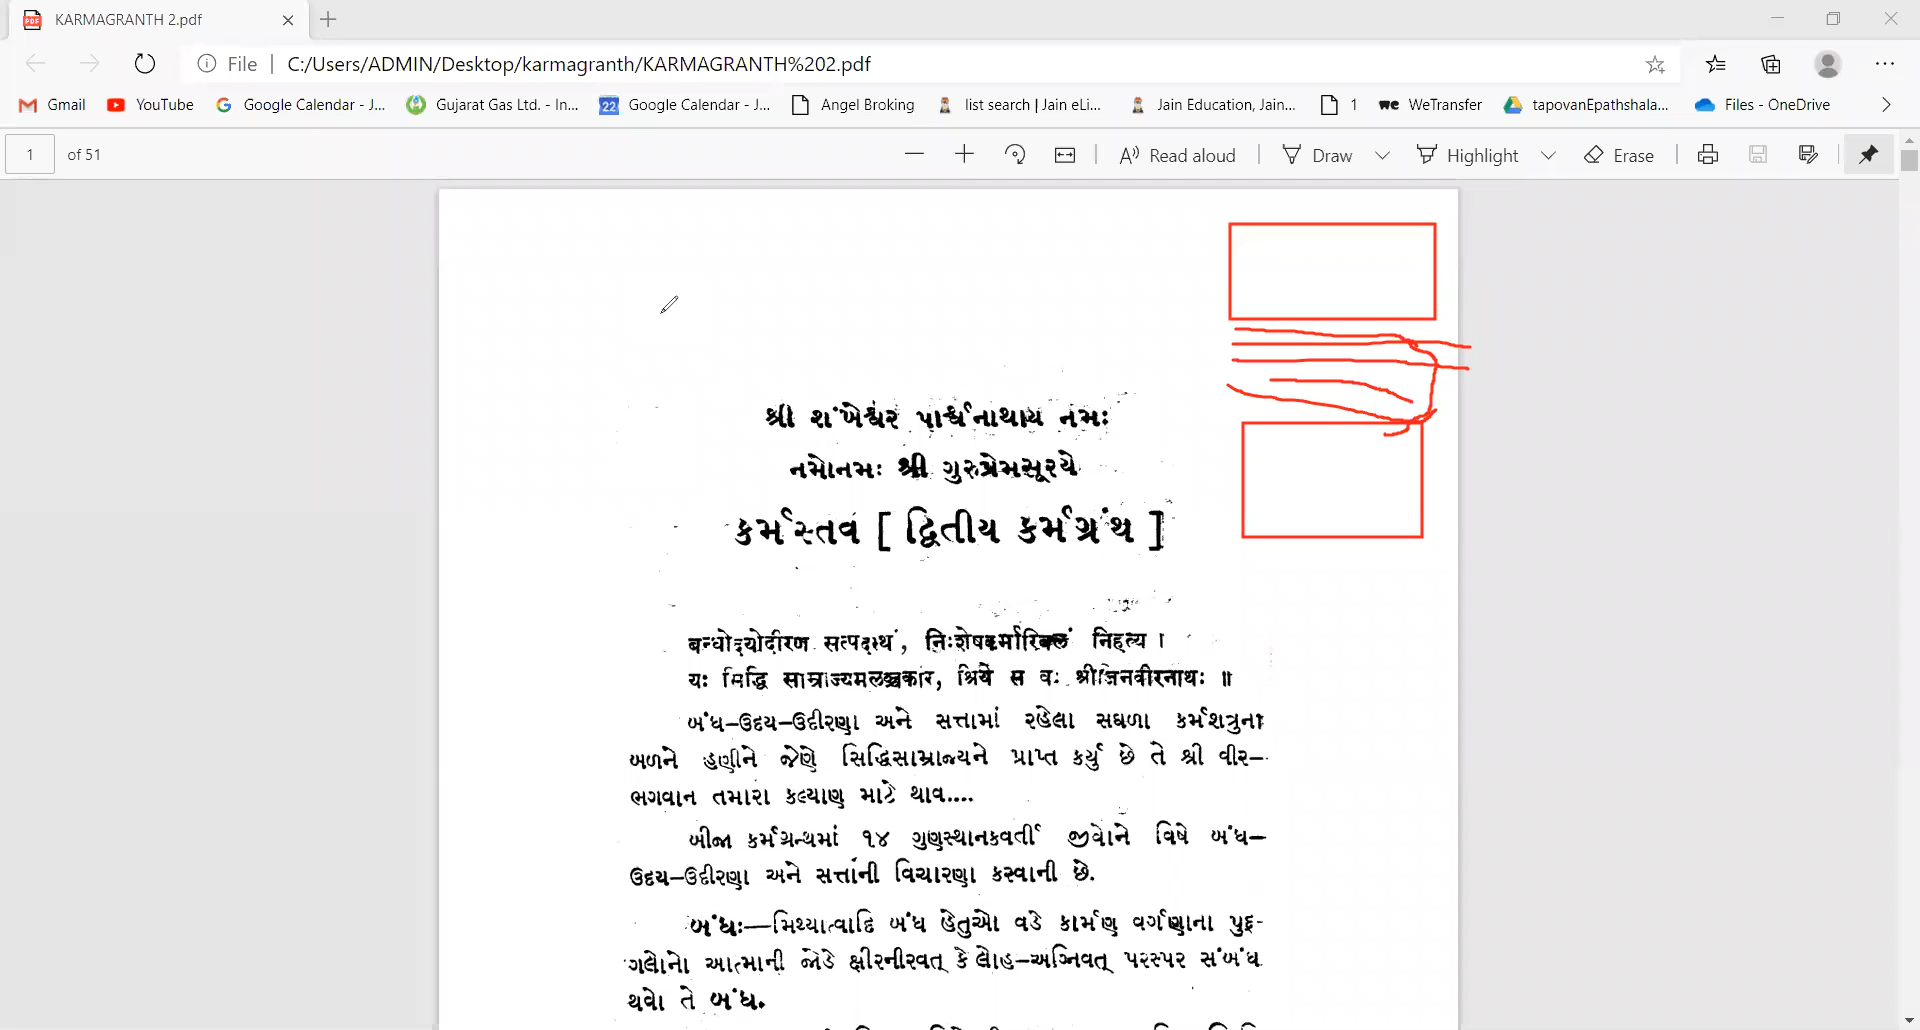 KARMAGRANTH 2.pdf
File
C:/Users/ADMIN/Desktop/karmagranth/KARMAGRANTH%202.pdf
Gmail YouTube Google Calendar - J... Gujarat Gas Ltd. - In... Google Calendar - J... Angel Broking list search | Jain eLi... Jain Education, Jain... 1 WeTransfer tapovanEpathshala... Files - OneDrive
1 of 51 Read aloud Draw Highlight Erase
શ્રી શંખેશ્વર પાર્શ્વનાથાય નમઃ
નમોનમઃ શ્રી ગુરુપ્રેમસૂરયે
કર્મસ્તવ [ દ્વિતીય કર્મગ્રંથ ]
बन्धोदयोदीरण सत्पदस्थं, निःशेषकर्मारिबलं निहत्य ।
यः सिद्धि साम्राज्यमलञ्चकार, श्रिये स वः श्रीजिनवीरनाथः ॥
બંધ–ઉદય–ઉદીરણા અને સત્તામાં રહેલા સઘળા કર્મશત્રુના
બળને હણીને જેણે સિદ્ધિસામ્રાજ્યને પ્રાપ્ત કર્યું છે તે શ્રી વીર–
ભગવાન તમારા કલ્યાણ માટે થાવ....
બીજા કર્મગ્રન્થમાં ૧૪ ગુણસ્થાનકવર્તી જીવોને વિષે બંધ–
ઉદય–ઉદીરણા અને સત્તાની વિચારણા કરવાની છે.
બંધઃ—મિથ્યાત્વાદિ બંધ હેતુઓ વડે કાર્મણ વર્ગણાના પુદ્-
ગલોનો આત્માની જોડે ક્ષીરનીરવત્ કે લોહ–અગ્નિવત્ પરસ્પર સંબંધ
થવો તે બંધ.